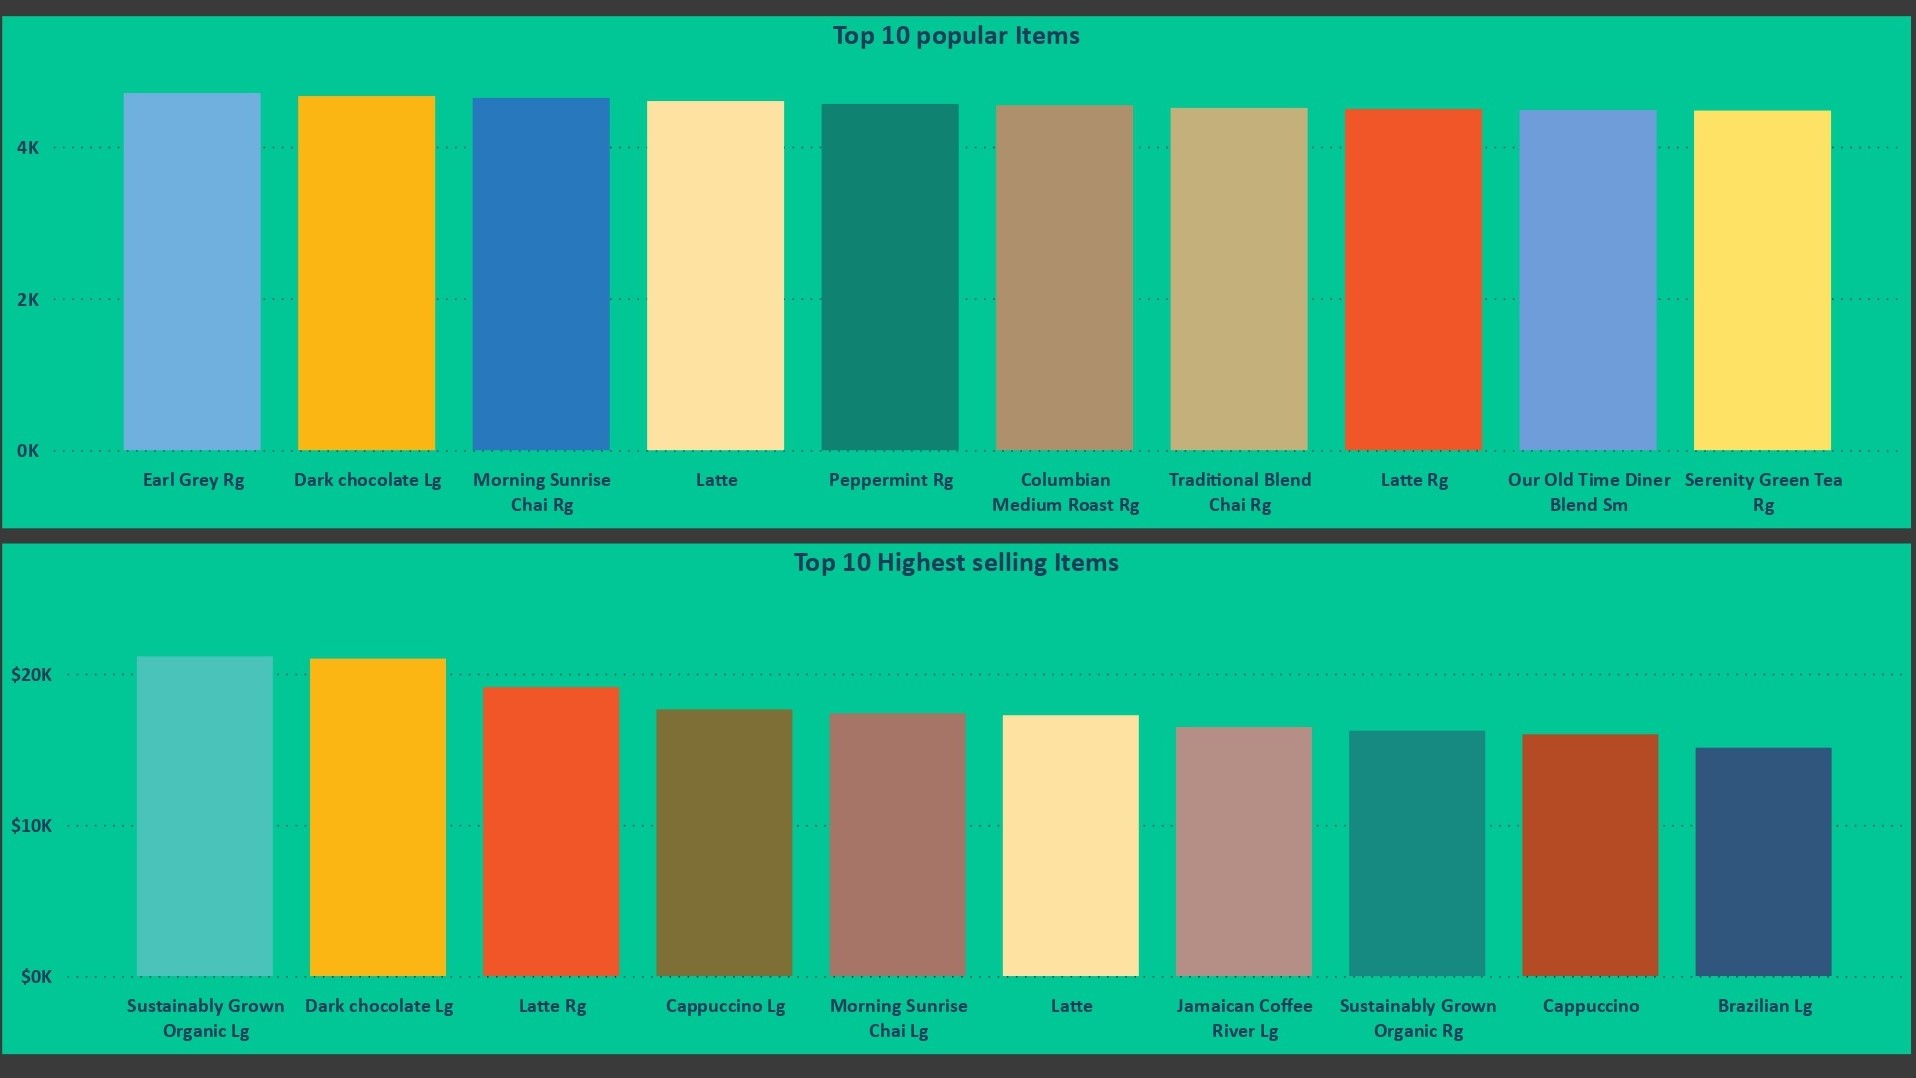 Top 10 popular Items
4K
2K
0K
Earl Grey Rg
Dark chocolate Lg
Morning Sunrise
Chai Rg
Latte
Peppermint Rg
Columbian
Medium Roast Rg
Traditional Blend
Chai Rg
Latte Rg
Our Old Time Diner
Blend Sm
Serenity Green Tea
Rg
Top 10 Highest selling Items
$20K
$10K
$0K
Sustainably Grown
Organic Lg
Dark chocolate Lg
Latte Rg
Cappuccino Lg
Morning Sunrise
Chai Lg
Latte
Jamaican Coffee
River Lg
Sustainably Grown
Organic Rg
Cappuccino
Brazilian Lg